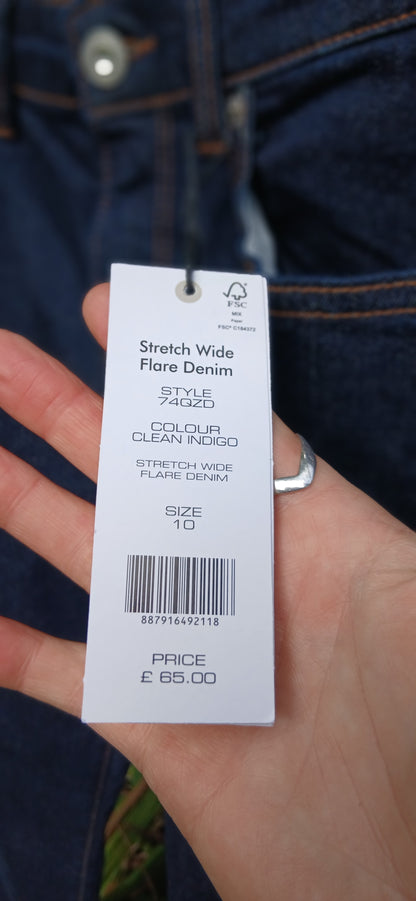 FSC
MIX
Paper
FSC® C184372
Stretch Wide
Flare Denim
STYLE
74QZD
COLOUR
CLEAN INDIGO
STRETCH WIDE
FLARE DENIM
SIZE
10
887916492118
PRICE
£ 65.00